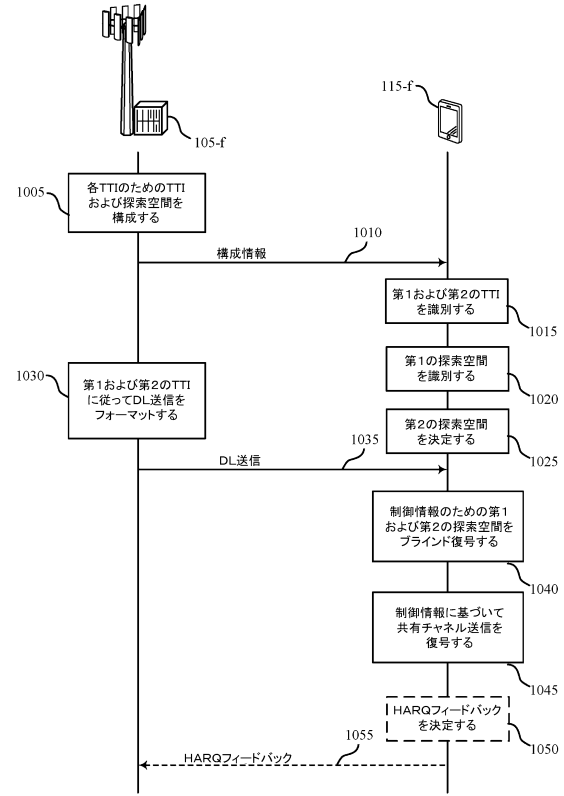 105-f
115-f
1005
各TTIのためのTTI
および探索空間を
構成する
構成情報
1010
第1および第2のTTI
を識別する
1015
第1の探索空間
を識別する
1020
1030
第1および第2のTTI
に従ってDL送信を
フォーマットする
第2の探索空間
を決定する
1025
DL送信
1035
制御情報のための第1
および第2の探索空間を
ブラインド復号する
1040
制御情報に基づいて
共有チャネル送信を
復号する
1045
HARQフィードバック
を決定する
1050
HARQフィードバック
1055